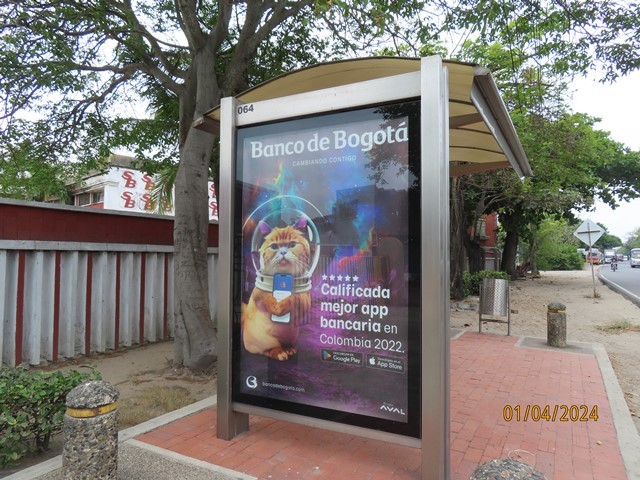 064
Banco de Bogotá
CAMBIANDO CONTIGO
Calificada
mejor app
bancaria en
Colombia 2022.
Google Play
App Store
bancodebogota.com
AVAL
SB
01/04/2024